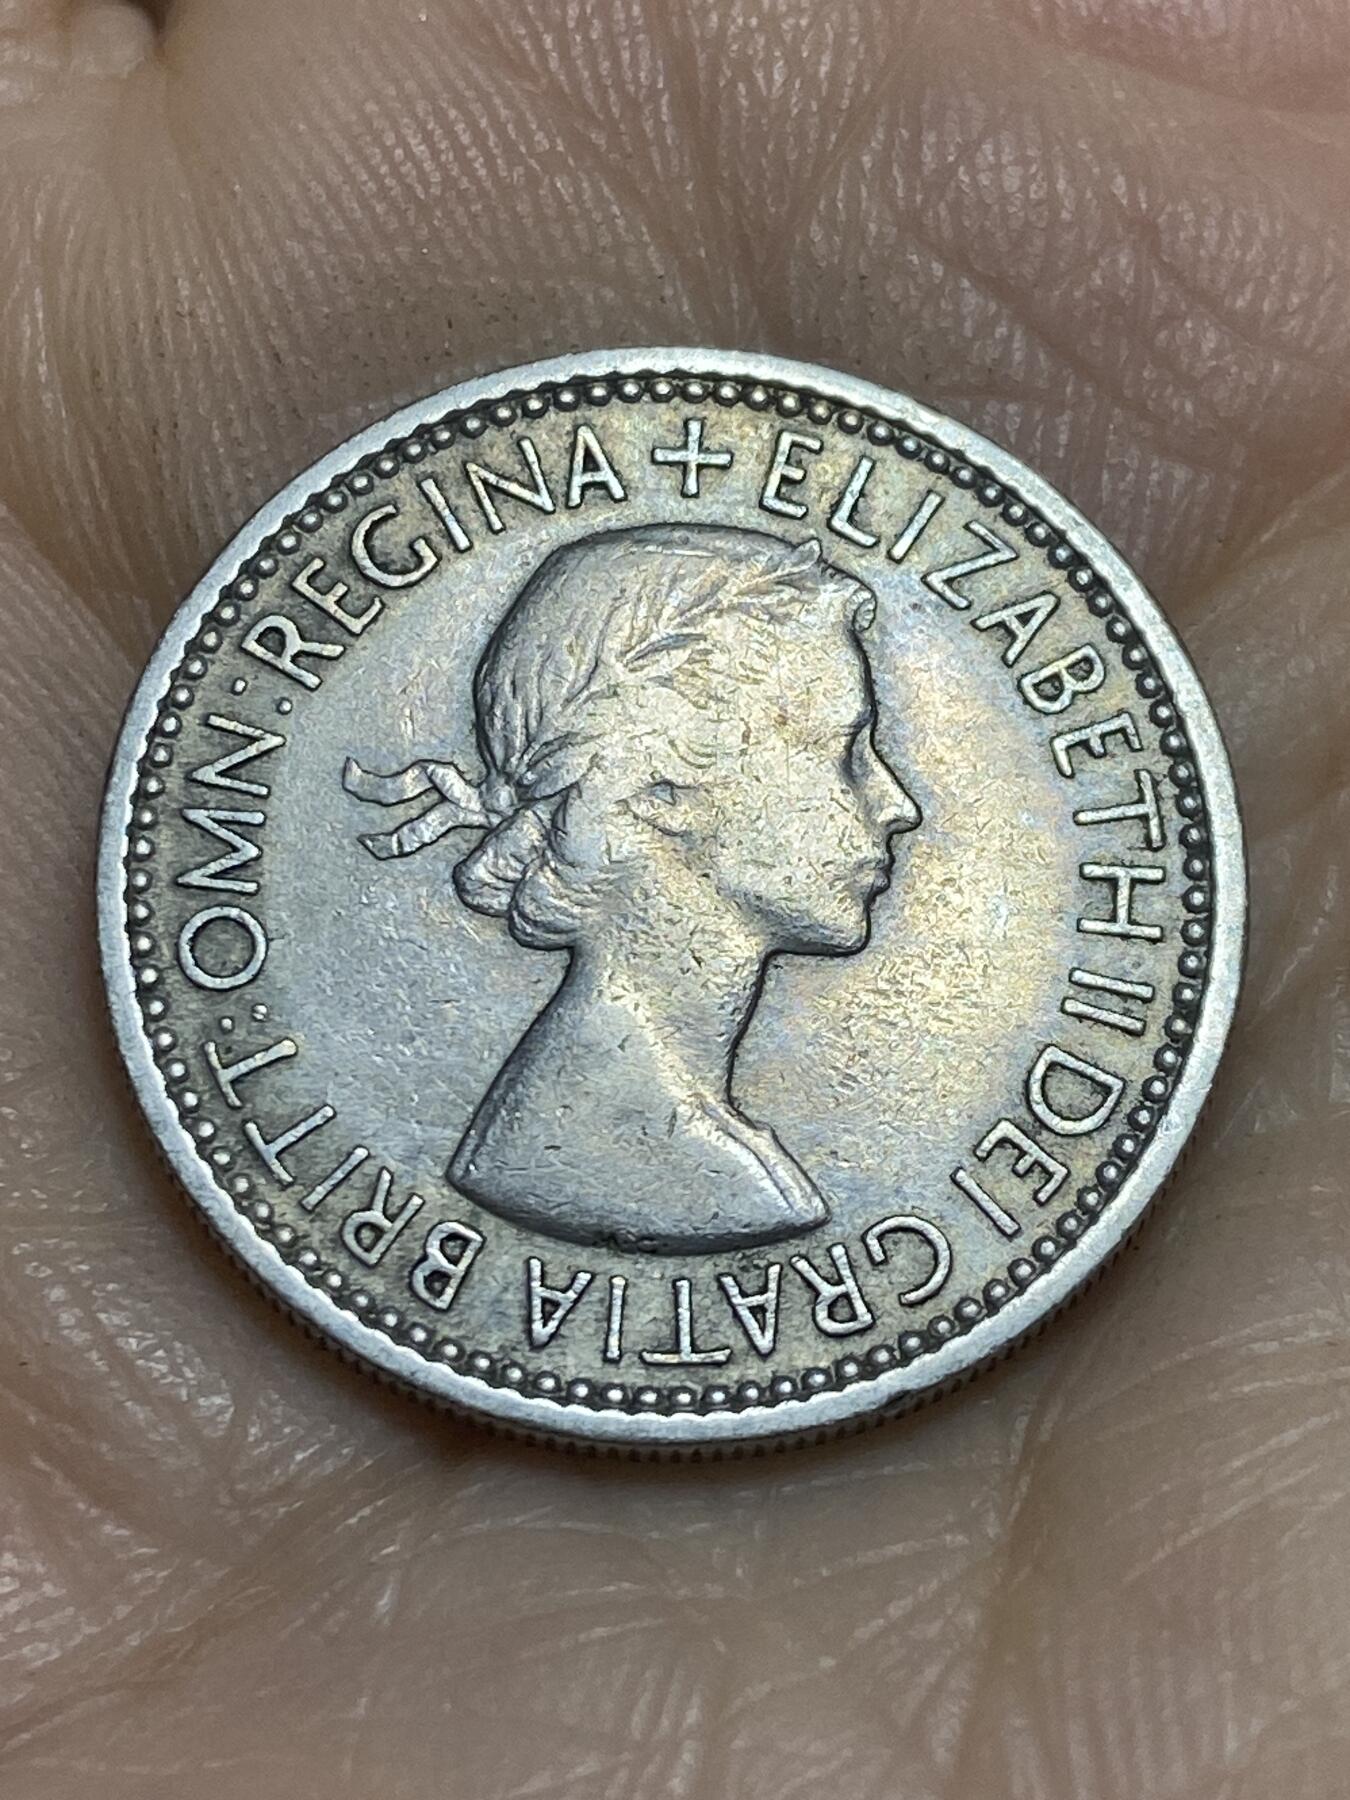 + ELIZABETH II DEI GRATIA BRITT: OMN: REGINA